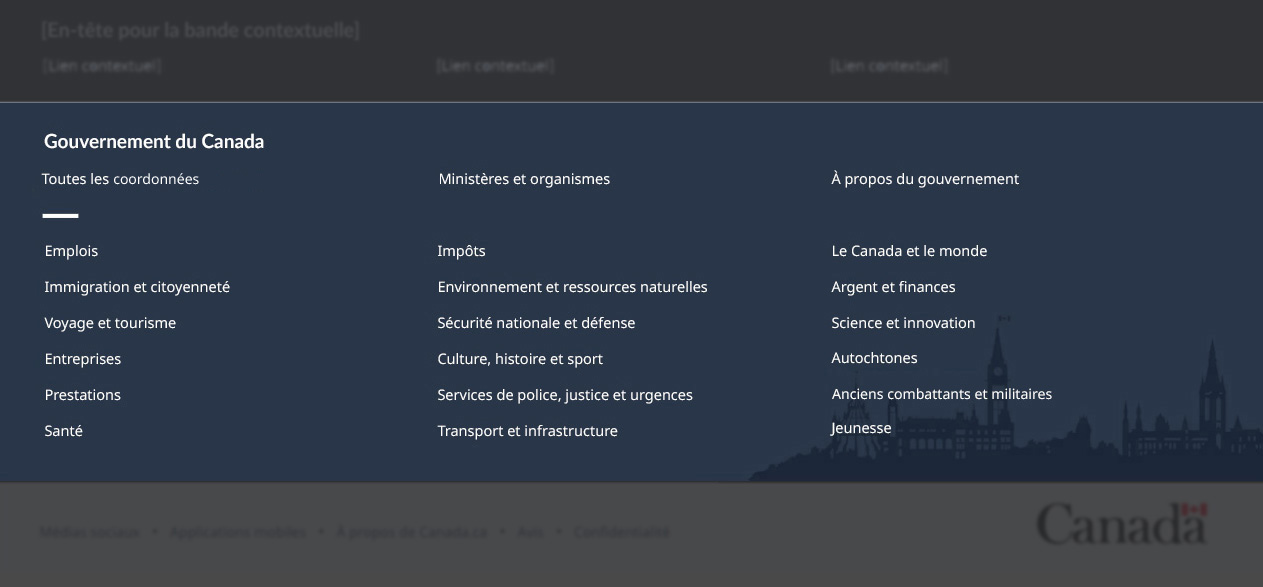 [En-tête pour la bande contextuelle]
[Lien contextuel] [Lien contextuel] [Lien contextuel]
Gouvernement du Canada
Toutes les coordonnées Ministères et organismes À propos du gouvernement
Emplois Impôts Le Canada et le monde
Immigration et citoyenneté Environnement et ressources naturelles Argent et finances
Voyage et tourisme Sécurité nationale et défense Science et innovation
Entreprises Culture, histoire et sport Autochtones
Prestations Services de police, justice et urgences Anciens combattants et militaires
Santé Transport et infrastructure Jeunesse
Médias sociaux • Applications mobiles • À propos de Canada.ca • Avis • Confidentialité
Canada